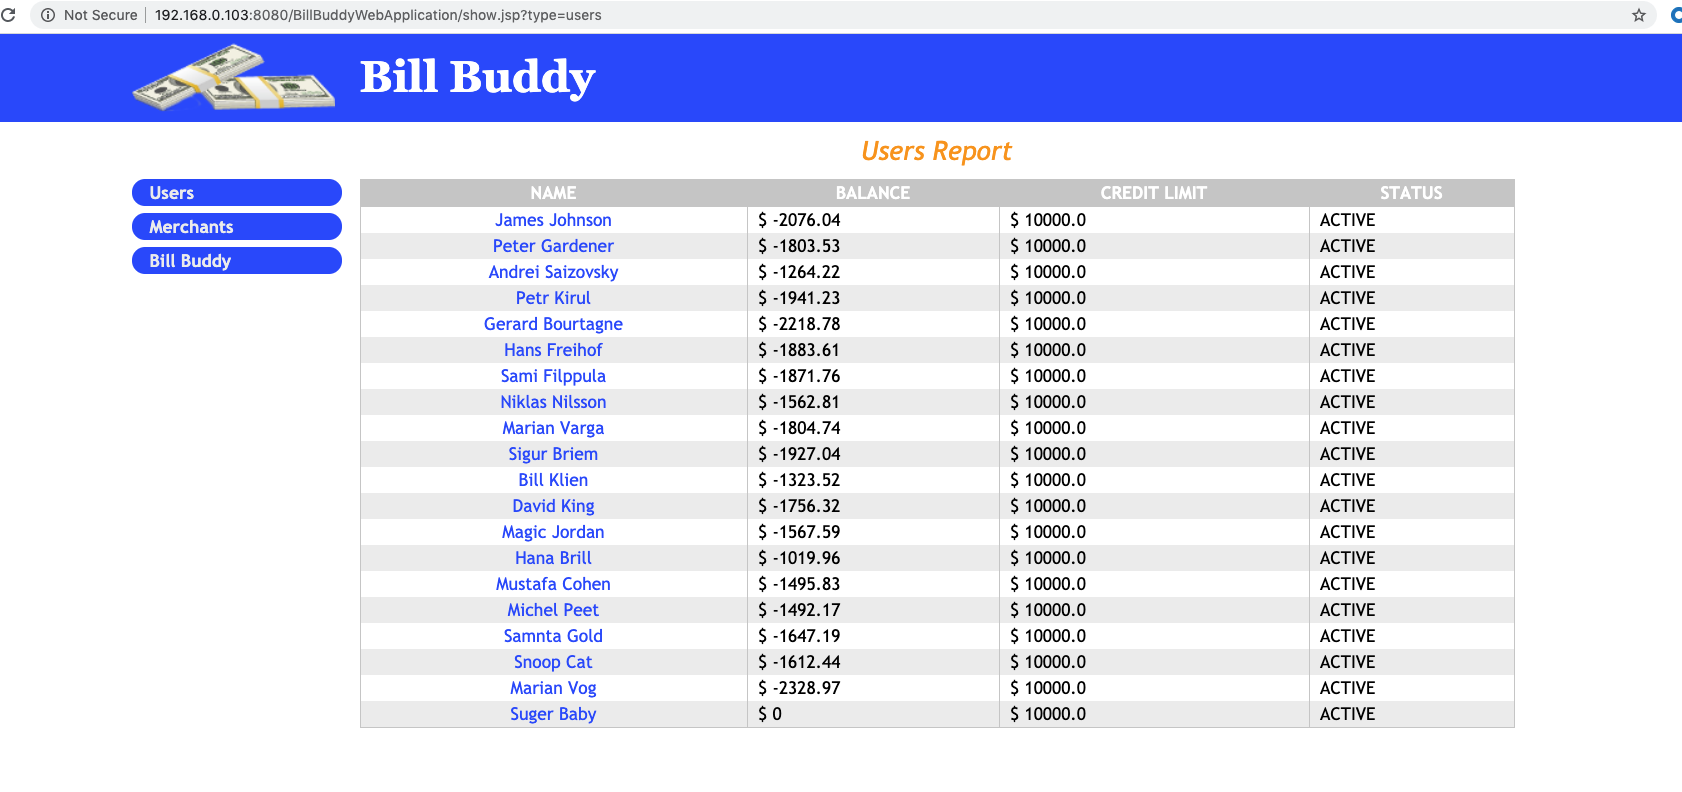 Not Secure 192.168.0.103:8080/BillBuddyWebApplication/show.jsp?type=users
Bill Buddy
Users Report
Users
Merchants
Bill Buddy
NAME BALANCE CREDIT LIMIT STATUS
James Johnson $ -2076.04 $ 10000.0 ACTIVE
Peter Gardener $ -1803.53 $ 10000.0 ACTIVE
Andrei Saizovsky $ -1264.22 $ 10000.0 ACTIVE
Petr Kirul $ -1941.23 $ 10000.0 ACTIVE
Gerard Bourtagne $ -2218.78 $ 10000.0 ACTIVE
Hans Freihof $ -1883.61 $ 10000.0 ACTIVE
Sami Filppula $ -1871.76 $ 10000.0 ACTIVE
Niklas Nilsson $ -1562.81 $ 10000.0 ACTIVE
Marian Varga $ -1804.74 $ 10000.0 ACTIVE
Sigur Briem $ -1927.04 $ 10000.0 ACTIVE
Bill Klien $ -1323.52 $ 10000.0 ACTIVE
David King $ -1756.32 $ 10000.0 ACTIVE
Magic Jordan $ -1567.59 $ 10000.0 ACTIVE
Hana Brill $ -1019.96 $ 10000.0 ACTIVE
Mustafa Cohen $ -1495.83 $ 10000.0 ACTIVE
Michel Peet $ -1492.17 $ 10000.0 ACTIVE
Samnta Gold $ -1647.19 $ 10000.0 ACTIVE
Snoop Cat $ -1612.44 $ 10000.0 ACTIVE
Marian Vog $ -2328.97 $ 10000.0 ACTIVE
Suger Baby $ 0 $ 10000.0 ACTIVE